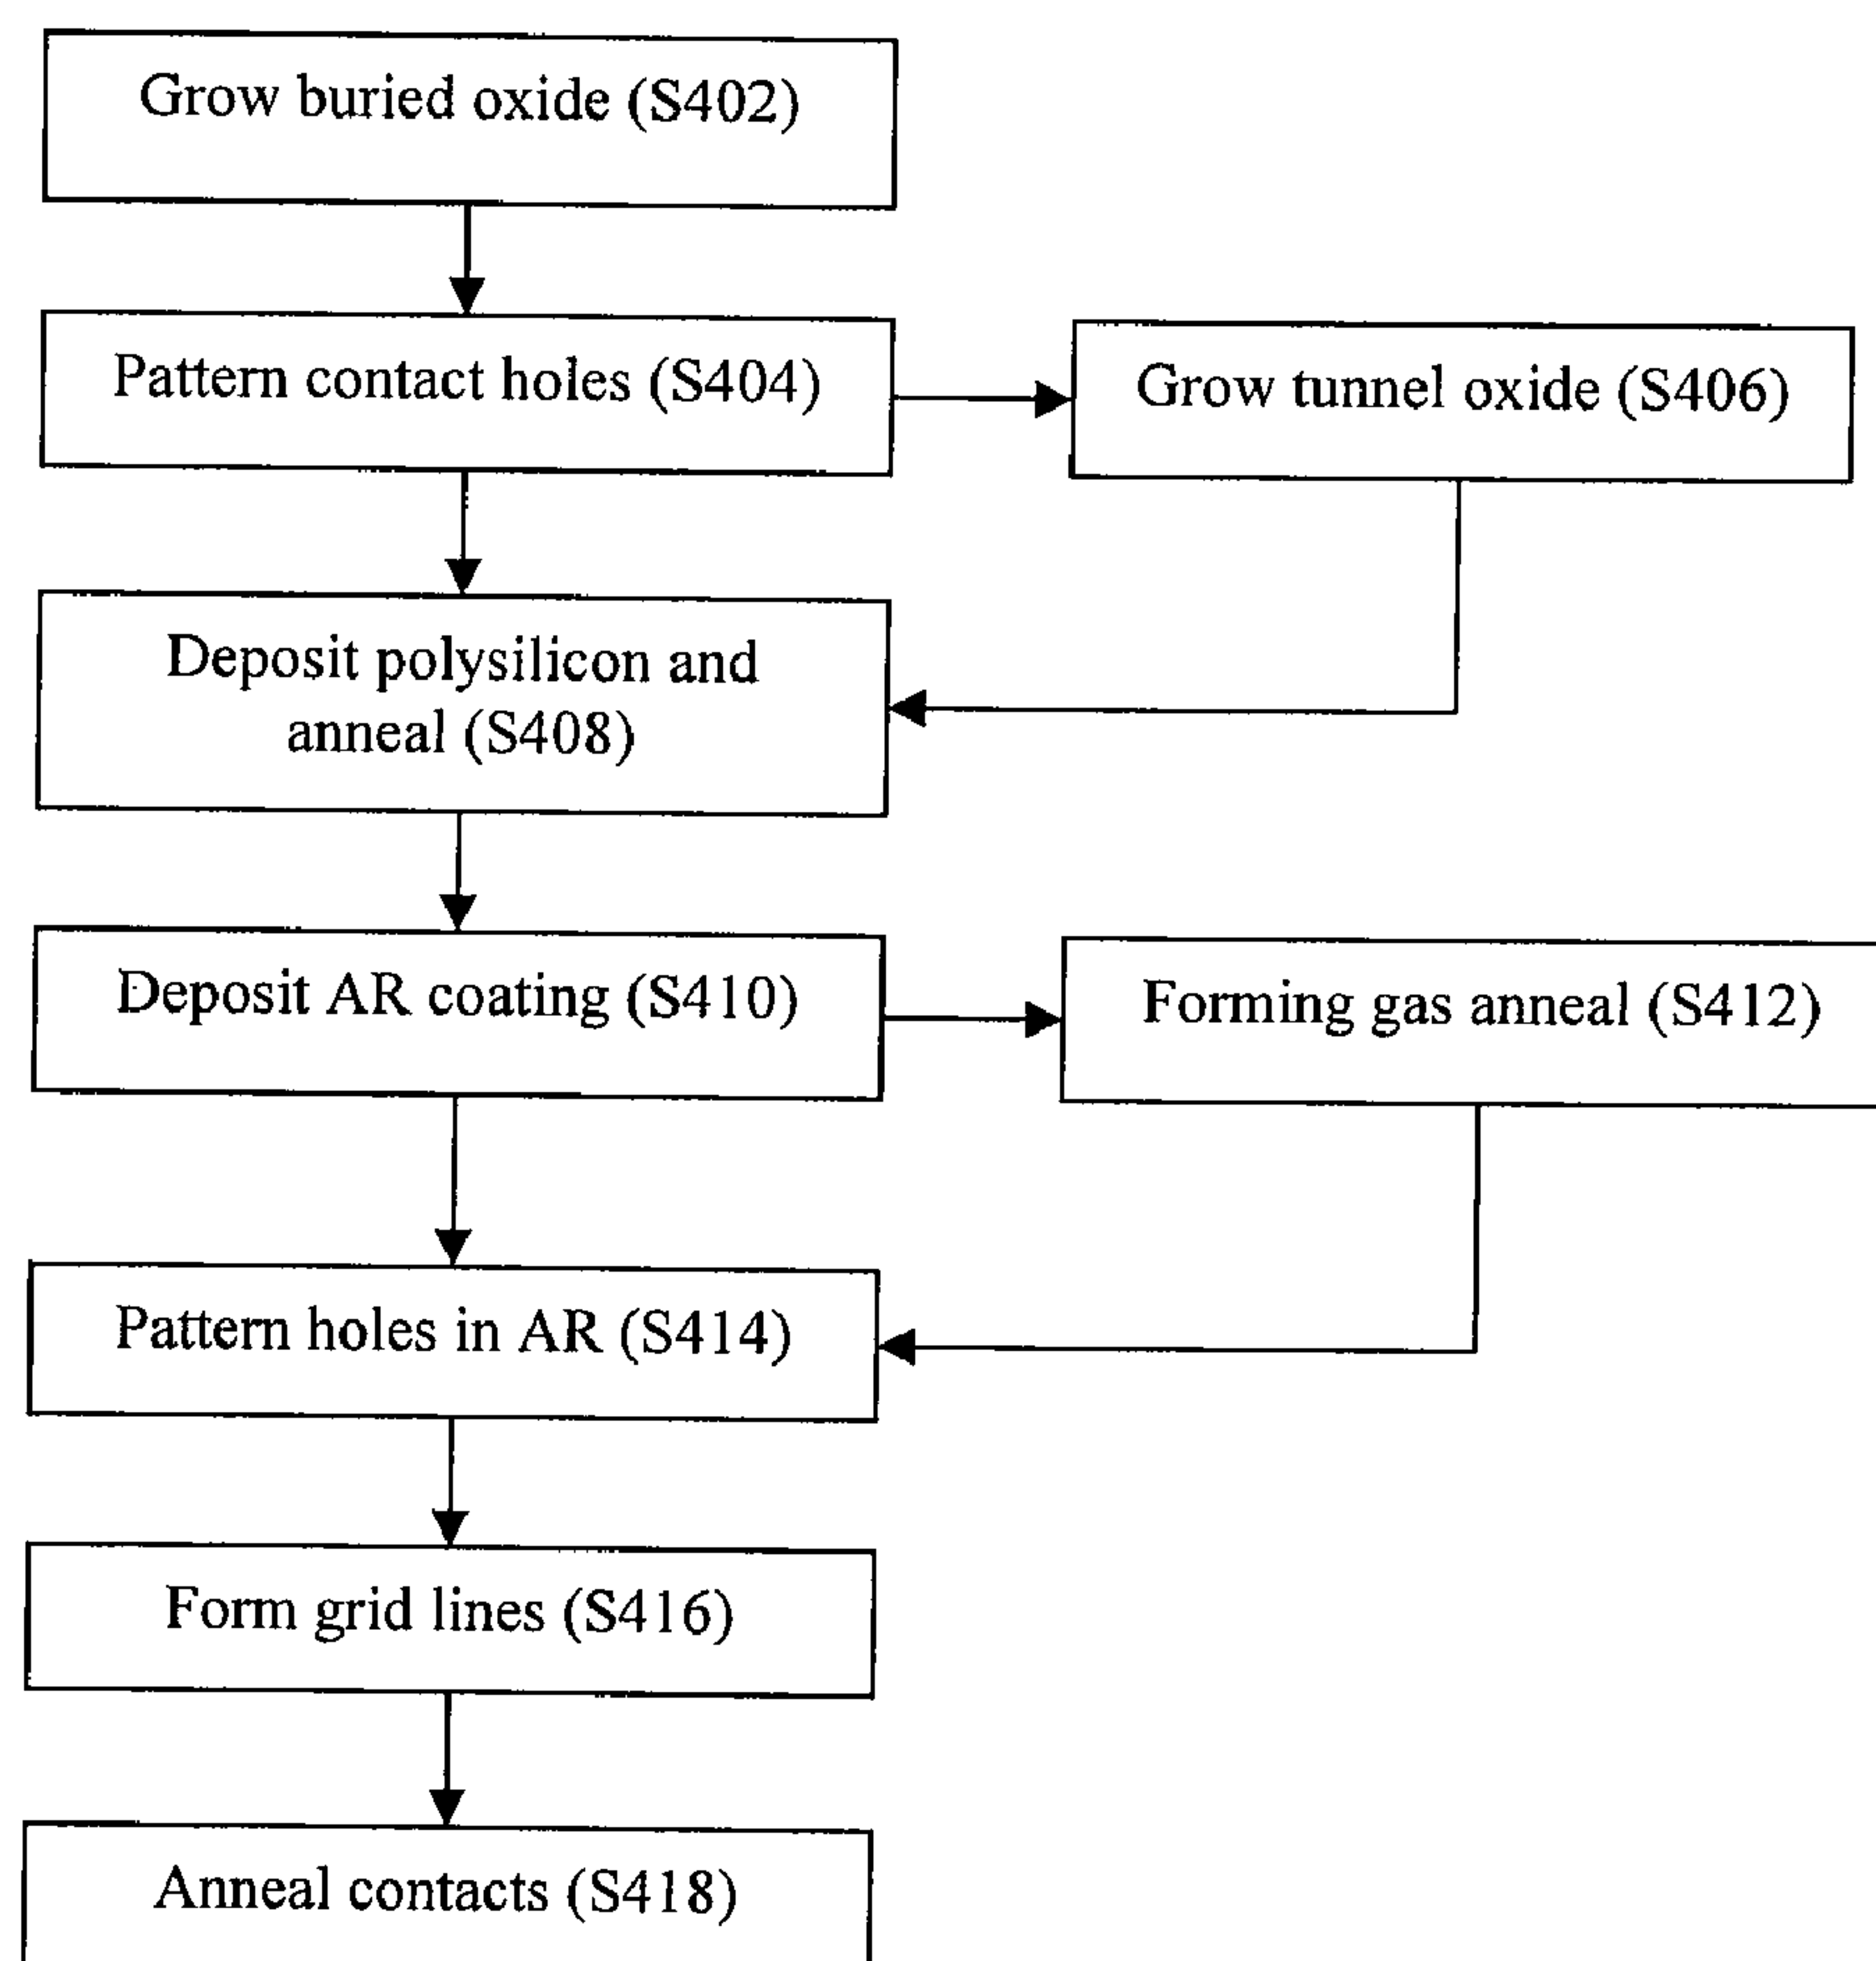 Grow buried oxide (S402)
Pattern contact holes (S404)
Grow tunnel oxide (S406)
Deposit polysilicon and
anneal (S408)
Deposit AR coating (S410)
Forming gas anneal (S412)
Pattern holes in AR (S414)
Form grid lines (S416)
Anneal contacts (S418)